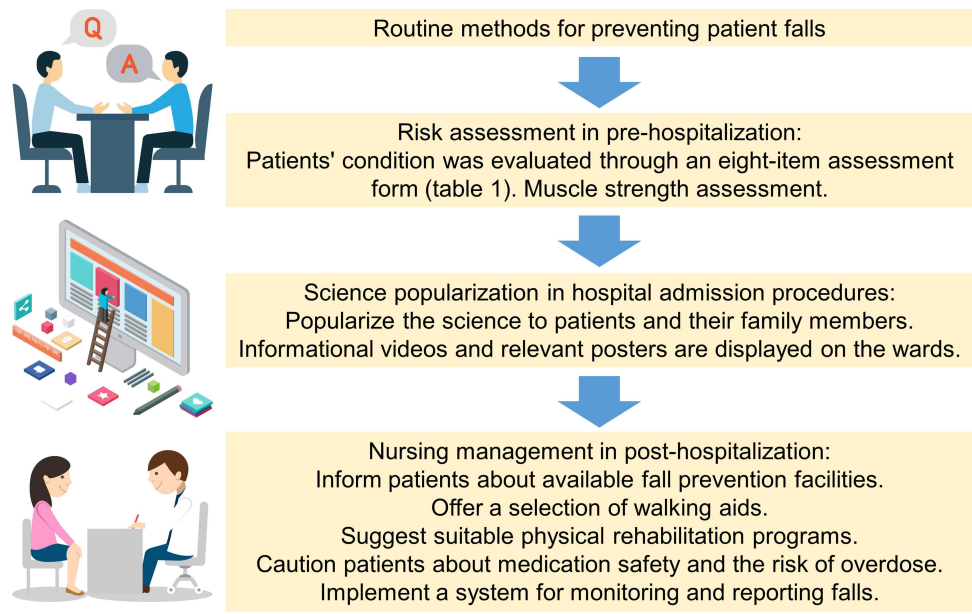 Q
A
Routine methods for preventing patient falls
Risk assessment in pre-hospitalization:
Patients' condition was evaluated through an eight-item assessment
form (table 1). Muscle strength assessment.
Science popularization in hospital admission procedures:
Popularize the science to patients and their family members.
Informational videos and relevant posters are displayed on the wards.
Nursing management in post-hospitalization:
Inform patients about available fall prevention facilities.
Offer a selection of walking aids.
Suggest suitable physical rehabilitation programs.
Caution patients about medication safety and the risk of overdose.
Implement a system for monitoring and reporting falls.